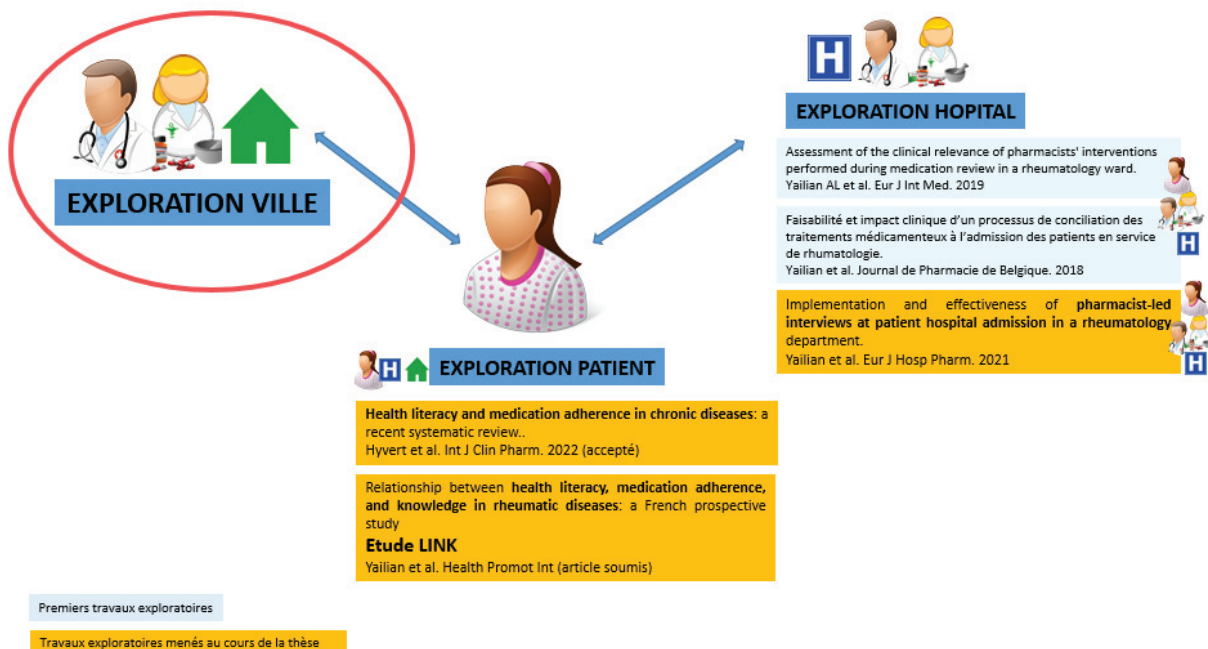 EXPLORATION VILLE
H
EXPLORATION HOPITAL
Assessment of the clinical relevance of pharmacists' interventions
performed during medication review in a rheumatology ward.
Yailian AL et al. Eur J Int Med. 2019
Faisabilité et impact clinique d'un processus de conciliation des
traitements médicamenteux à l'admission des patients en service
de rhumatologie.
Yailian et al. Journal de Pharmacie de Belgique. 2018
H
Implementation and effectiveness of pharmacist-led
interviews at patient hospital admission in a rheumatology
department.
Yailian et al. Eur J Hosp Pharm. 2021
H
H
EXPLORATION PATIENT
Health literacy and medication adherence in chronic diseases: a
recent systematic review..
Hyvert et al. Int J Clin Pharm. 2022 (accepté)
Relationship between health literacy, medication adherence,
and knowledge in rheumatic diseases: a French prospective
study
Etude LINK
Yailian et al. Health Promot Int (article soumis)
Premiers travaux exploratoires
Travaux exploratoires menés au cours de la thèse